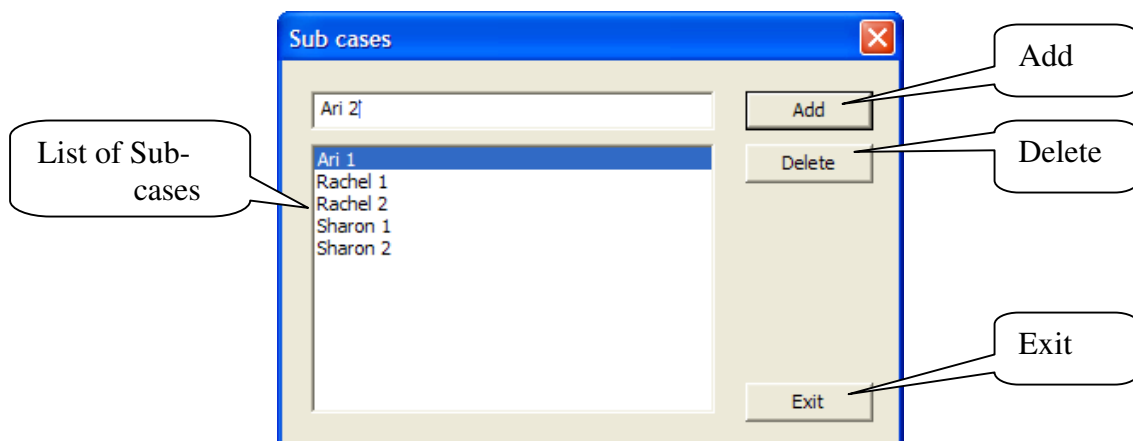 Sub cases
Add
Ari 2
Add
List of Sub-
cases
Ari 1
Rachel 1
Rachel 2
Sharon 1
Sharon 2
Delete
Delete
Exit
Exit